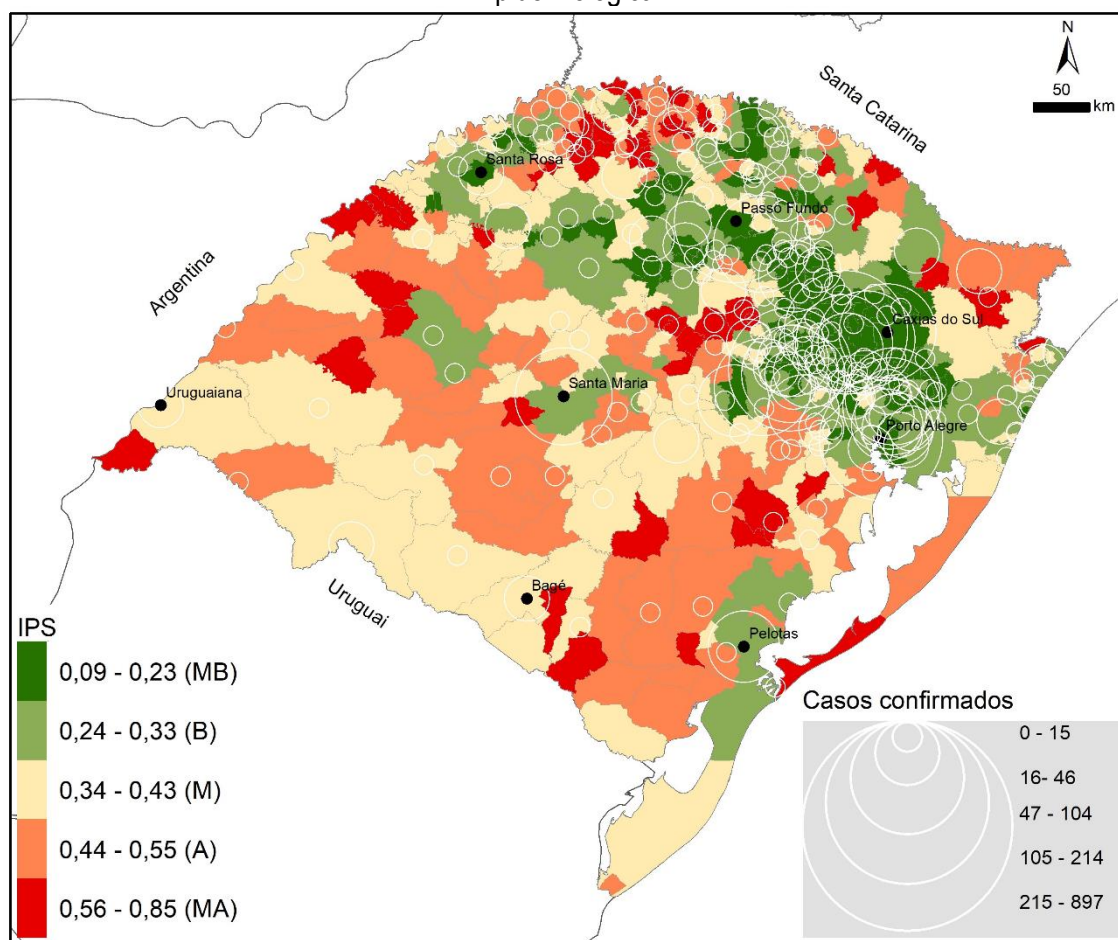 N
50
km
Santa Catarina
Santa Rosa
Passo Fundo
Argentina
Caxias do Sul
Uruguaiana
Santa Maria
Porto Alegre
Bagé
Uruguai
Pelotas
IPS
0,09 - 0,23 (MB)
0,24 - 0,33 (B)
0,34 - 0,43 (M)
0,44 - 0,55 (A)
0,56 - 0,85 (MA)
Casos confirmados
0 - 15
16- 46
47 - 104
105 - 214
215 - 897